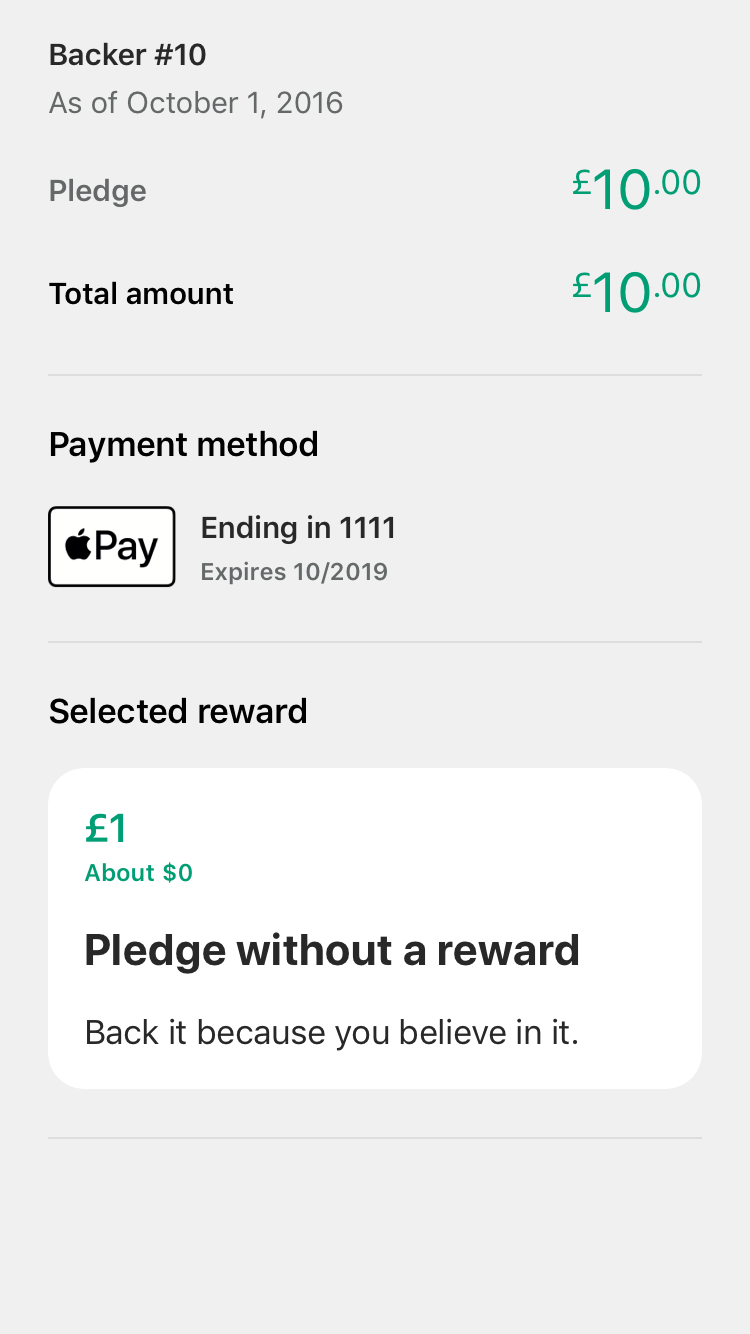 Backer #10
As of October 1, 2016
Pledge
£10.00
Total amount
£10.00
Payment method
Pay
Ending in 1111
Expires 10/2019
Selected reward
£1
About $0
Pledge without a reward
Back it because you believe in it.